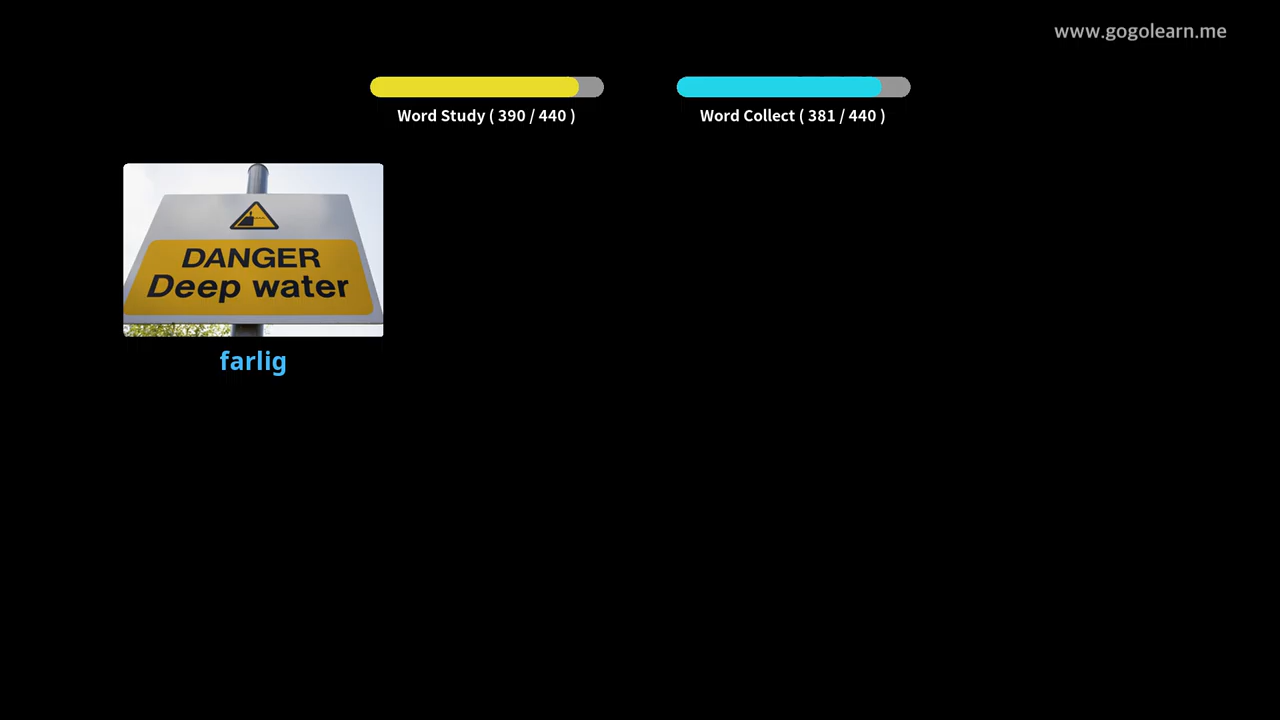 www.gogolearn.me
Word Study ( 390 / 440 )
Word Collect ( 381 / 440 )
DANGER
Deep water
farlig